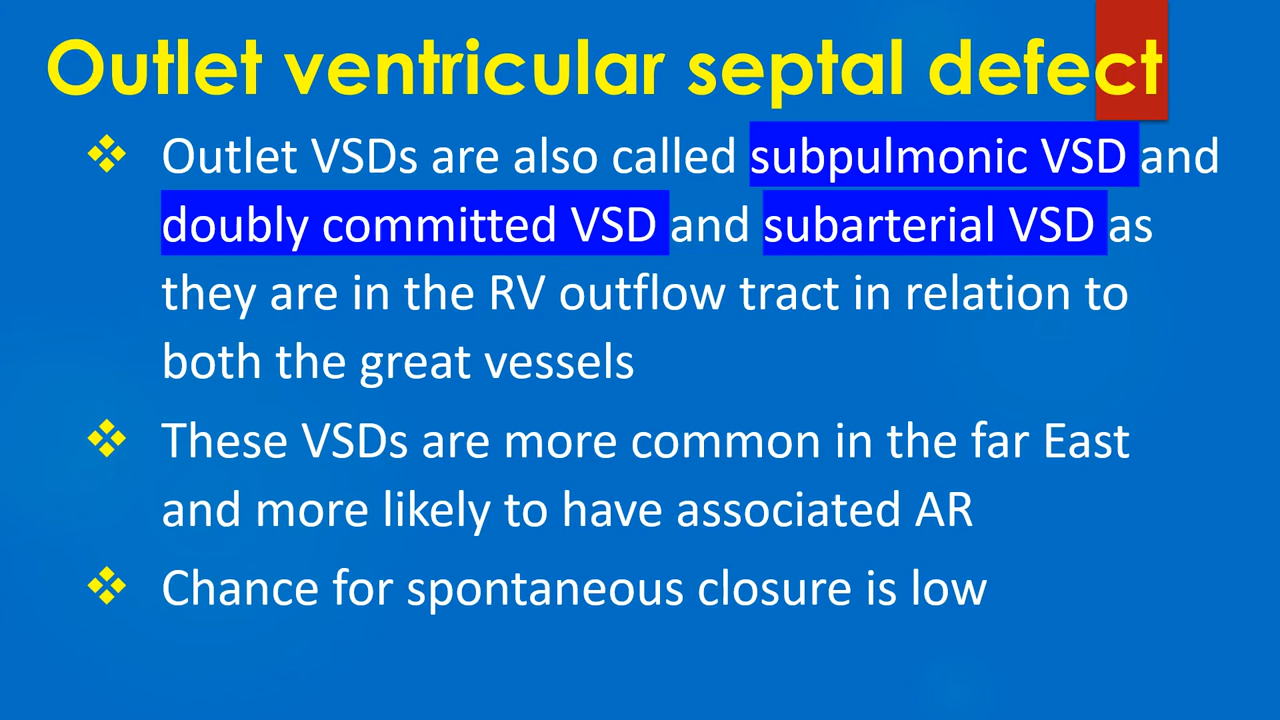 Outlet ventricular septal defect
Outlet VSDs are also called subpulmonic VSD and
doubly committed VSD and subarterial VSD as
they are in the RV outflow tract in relation to
both the great vessels
These VSDs are more common in the far East
and more likely to have associated AR
Chance for spontaneous closure is low